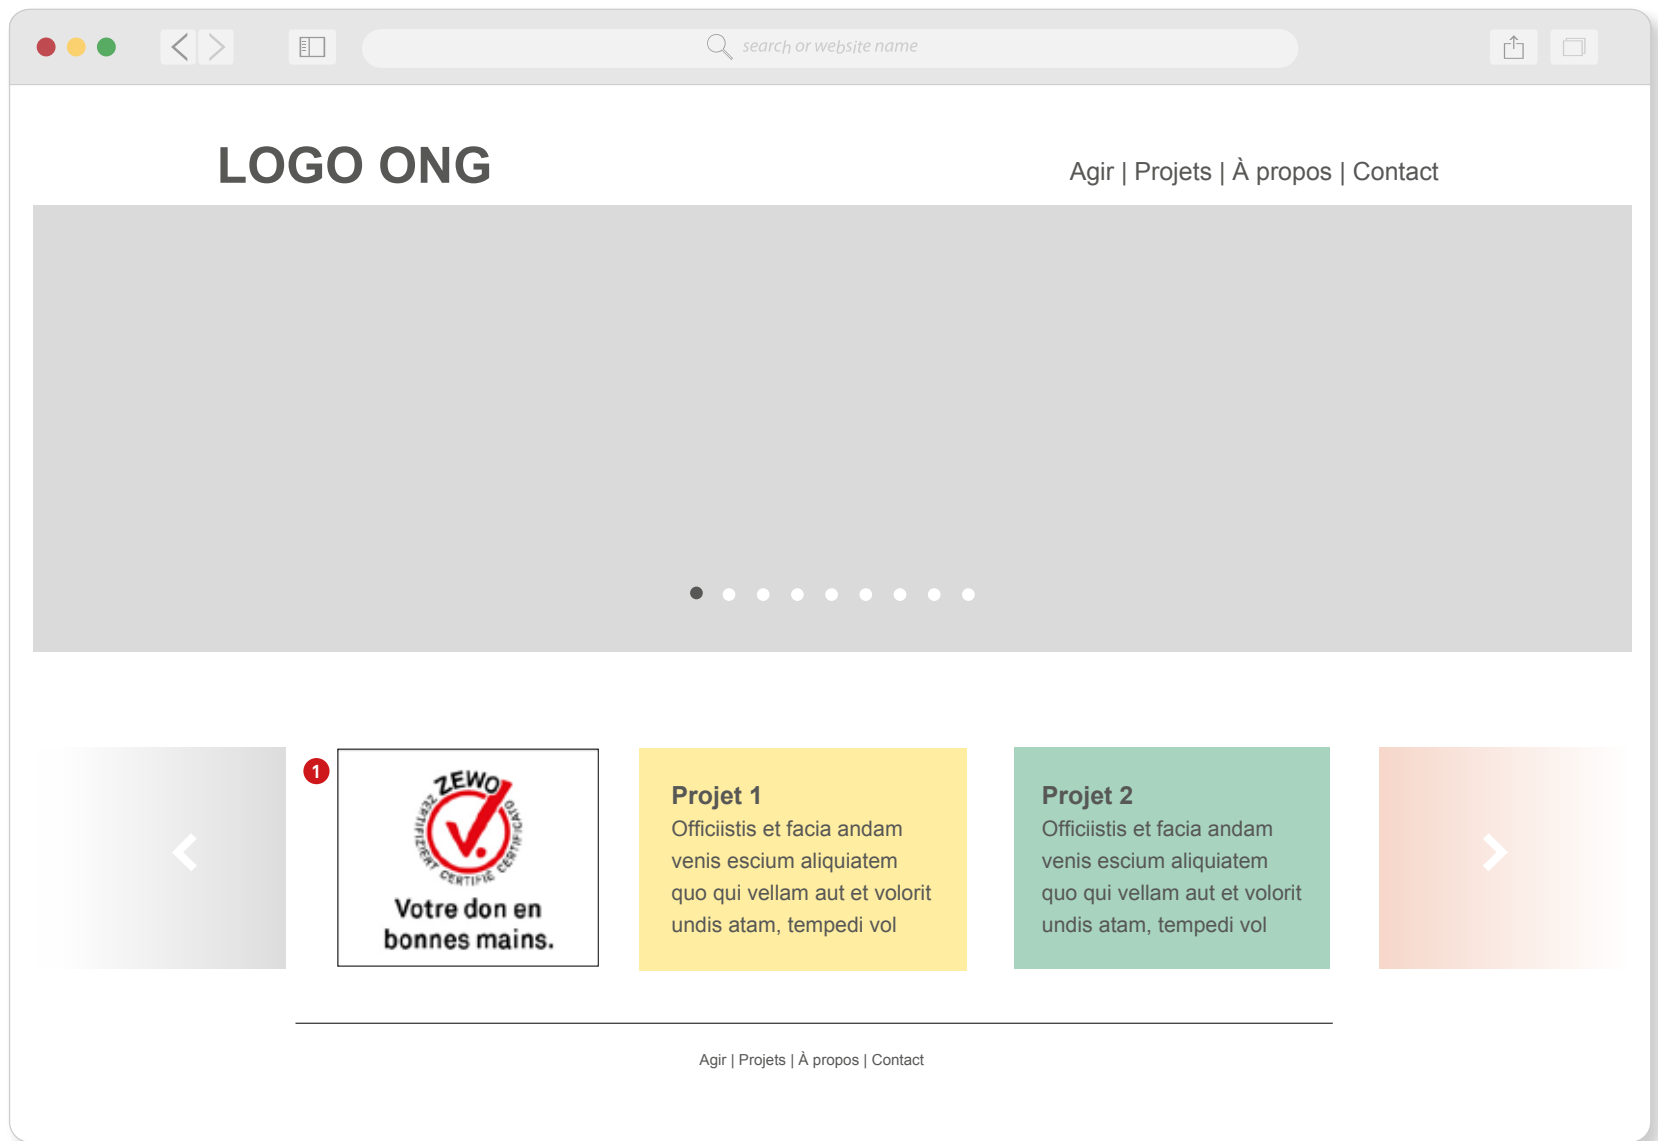 search or website name
LOGO ONG
Agir | Projets | À propos | Contact
1
ZEWO
ZERTIFIZIERT CERTIFIÉ CERTIFICATO
Votre don en
bonnes mains.
Projet 1
Officiistis et facia andam
venis escium aliquiatem
quo qui vellam aut et volorit
undis atam, tempedi vol
Projet 2
Officiistis et facia andam
venis escium aliquiatem
quo qui vellam aut et volorit
undis atam, tempedi vol
Agir | Projets | À propos | Contact